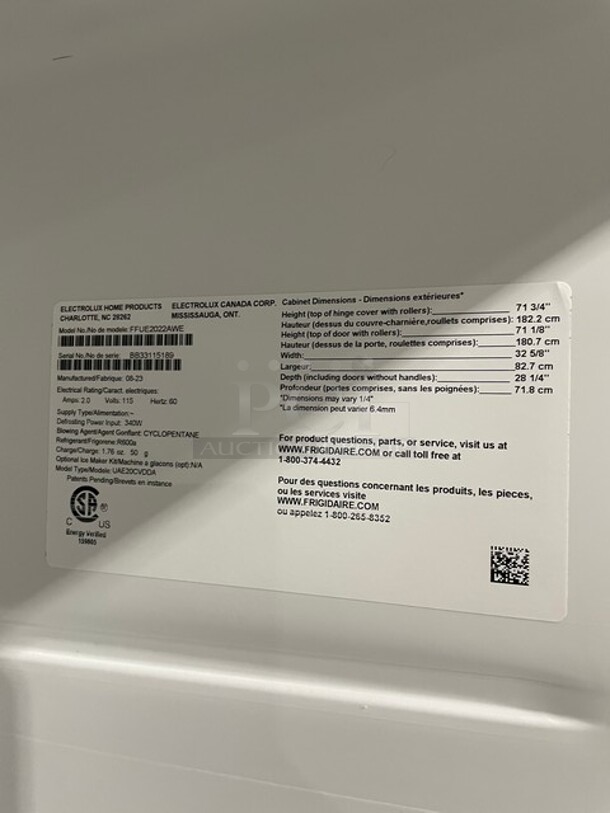 ELECTROLUX HOME PRODUCTS
CHARLOTTE, NC 28262
ELECTROLUX CANADA CORP.
MISSISSAUGA, ONT.
Model No./No de modele: FFUE2022AWE
Serial No./No de serie: BB33115189
Manufactured/Fabrique: 08-23
Electrical Rating/Caract. electriques:
Amps: 2.0 Volts: 115 Hertz: 60
Supply Type/Alimentation:~
Defrosting Power Input: 340W
Blowing Agent/Agent Gonflant: CYCLOPENTANE
Refrigerant/Frigorene: R600a
Charge/Charge: 1.76 oz. 50 g
Optional Ice Maker Kit/Machine a glacons (opt):N/A
Model Type/Modele: UAE20CVDDA
Patents Pending/Brevets en instance
SA ®
C US
Energy Verified
Cabinet Dimensions - Dimensions extérieures*
Height (top of hinge cover with rollers): 71 3/4"
Hauteur (dessus du couvre-charnière,roullets comprises): 182.2 cm
Height (top of door with rollers): 71 1/8"
Hauteur (dessus de la porte, roulettes comprises): 180.7 cm
Width: 32 5/8"
Largeur: 82.7 cm
Depth (including doors without handles): 28 1/4"
Profondeur (portes comprises, sans les poignées): 71.8 cm
*Dimensions may vary 1/4"
*La dimension peut varier 6.4mm
For product questions, parts, or service, visit us at
WWW.FRIGIDAIRE.COM or call toll free at
1-800-374-4432
Pour des questions concernant les produits, les pieces,
ou les services visite
WWW.FRIGIDAIRE.COM
ou appelez 1-800-265-8352